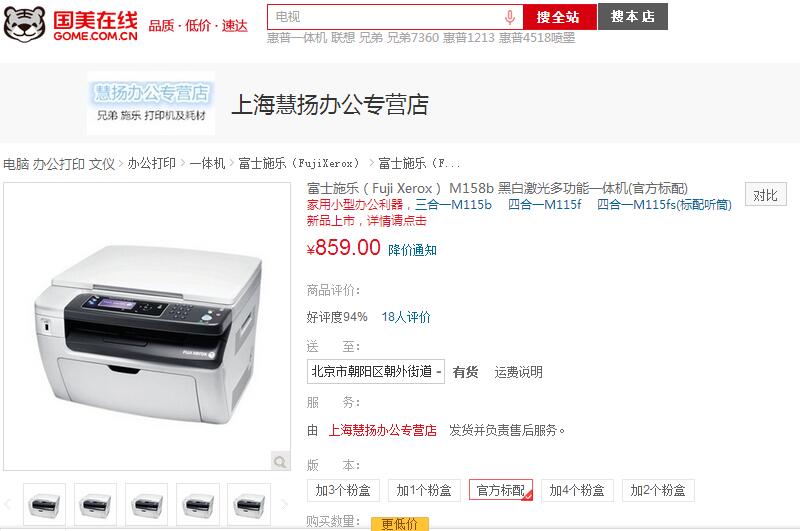 国美在线
GOME.COM.CN
品质·低价·速达
电视
搜全站
搜本店
惠普一体机 联想 兄弟 兄弟7360 惠普1213 惠普4518喷墨
慧扬办公专营店
兄弟 施乐 打印机及耗材
上海慧扬办公专营店
电脑 办公打印 文仪 > 办公打印 > 一体机 > 富士施乐（FujiXerox） > 富士施乐（F...
富士施乐（Fuji Xerox） M158b 黑白激光多功能一体机(官方标配)
对比
家用小型办公利器，三合一M115b 四合一M115f 四合一M115fs(标配听筒)
新品上市，详情请点击
¥859.00 降价通知
商品评价：
好评度94% 18人评价
送 至：
北京市朝阳区朝外街道 - 有货 运费说明
服 务：
由 上海慧扬办公专营店 发货并负责售后服务。
版 本：
加3个粉盒 加1个粉盒 官方标配 加4个粉盒 加2个粉盒
购买数量： 更低价
FUJI XEROX